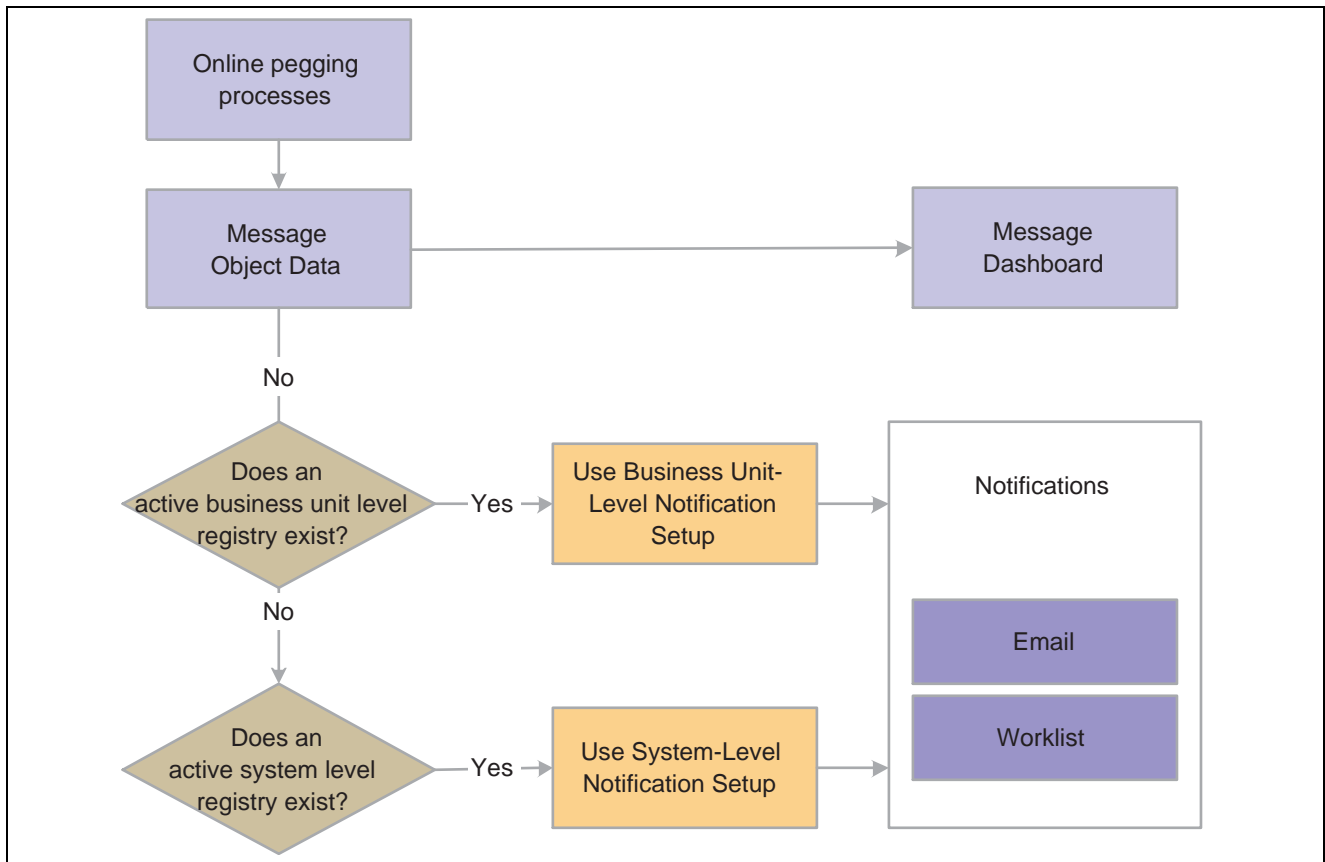 Online pegging
processes
Message
Object Data
Message
Dashboard
No
Does an
active business unit level
registry exist?
Yes
Use Business Unit-
Level Notification
Setup
Notifications
No
Email
Worklist
Does an
active system level
registry exist?
Yes
Use System-Level
Notification Setup